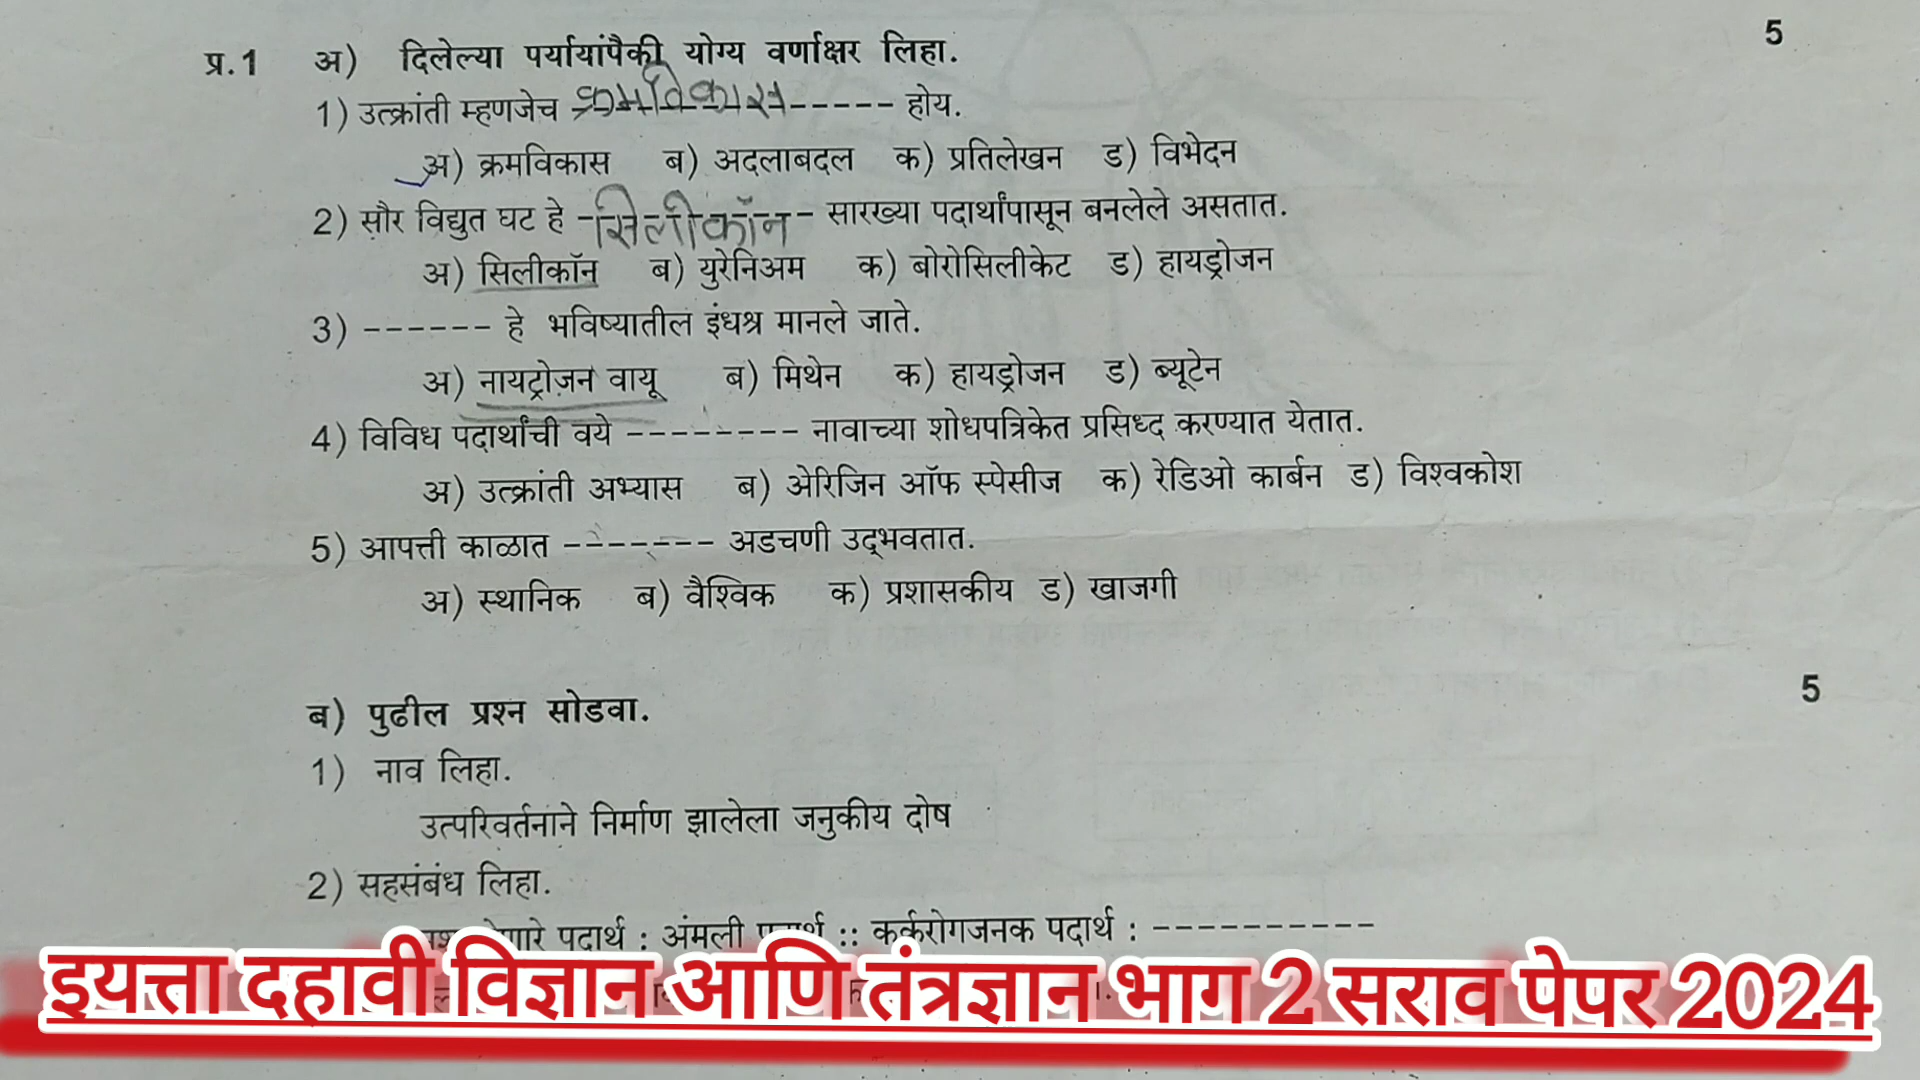 प्र.1 अ) दिलेल्या पर्यायांपैकी योग्य वर्णाक्षर लिहा. 5
1) उत्क्रांती म्हणजेच क्रमविकास ----- होय.
अ) क्रमविकास ब) अदलाबदल क) प्रतिलेखन ड) विभेदन
2) सौर विद्युत घट हे -सिलीकॉन- सारख्या पदार्थांपासून बनलेले असतात.
अ) सिलीकॉन ब) युरेनिअम क) बोरोसिलीकेट ड) हायड्रोजन
3) ------ हे भविष्यातील इंधश्र मानले जाते.
अ) नायट्रोजन वायू ब) मिथेन क) हायड्रोजन ड) ब्यूटेन
4) विविध पदार्थांची वये -------- नावाच्या शोधपत्रिकेत प्रसिध्द करण्यात येतात.
अ) उत्क्रांती अभ्यास ब) ओरिजिन ऑफ स्पेसीज क) रेडिओ कार्बन ड) विश्वकोश
5) आपत्ती काळात ------- अडचणी उद्भवतात.
अ) स्थानिक ब) वैश्विक क) प्रशासकीय ड) खाजगी
ब) पुढील प्रश्न सोडवा. 5
1) नाव लिहा.
उत्परिवर्तनाने निर्माण झालेला जनुकीय दोष
2) सहसंबंध लिहा.
पदार्थ : अंमली पदार्थ :: कर्करोगजनक पदार्थ : ----------
इयत्ता दहावी विज्ञान आणि तंत्रज्ञान भाग 2 सराव पेपर 2024